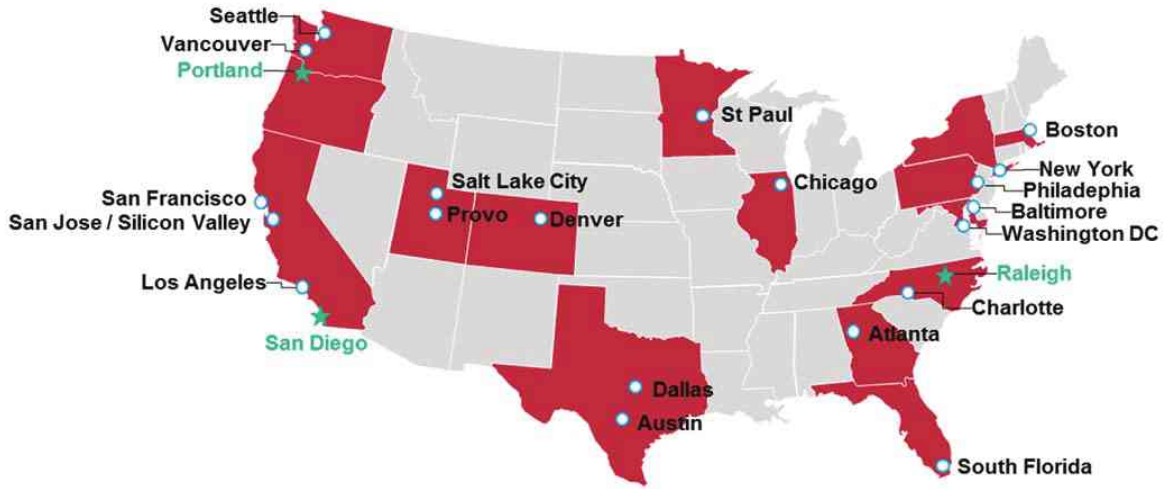 Seattle
Vancouver
Portland
St Paul
Boston
New York
Philadephia
Baltimore
Washington DC
Salt Lake City
Provo
Denver
Chicago
San Francisco
San Jose / Silicon Valley
Los Angeles
San Diego
Raleigh
Charlotte
Atlanta
Dallas
Austin
South Florida